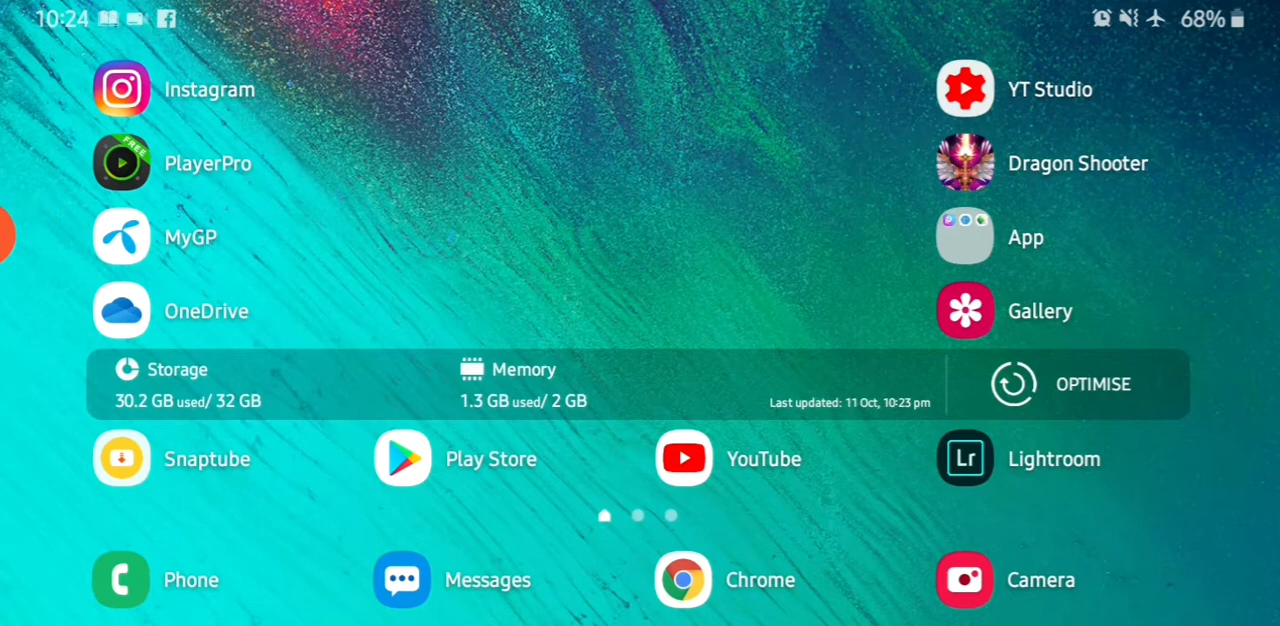 10:24 68%
Instagram YT Studio
FREE
PlayerPro Dragon Shooter
MyGP App
OneDrive Gallery
Storage Memory
OPTIMISE
30.2 GB used/ 32 GB 1.3 GB used/ 2 GB Last updated: 11 Oct, 10:23 pm
Snaptube Play Store YouTube Lr Lightroom
Phone Messages Chrome Camera